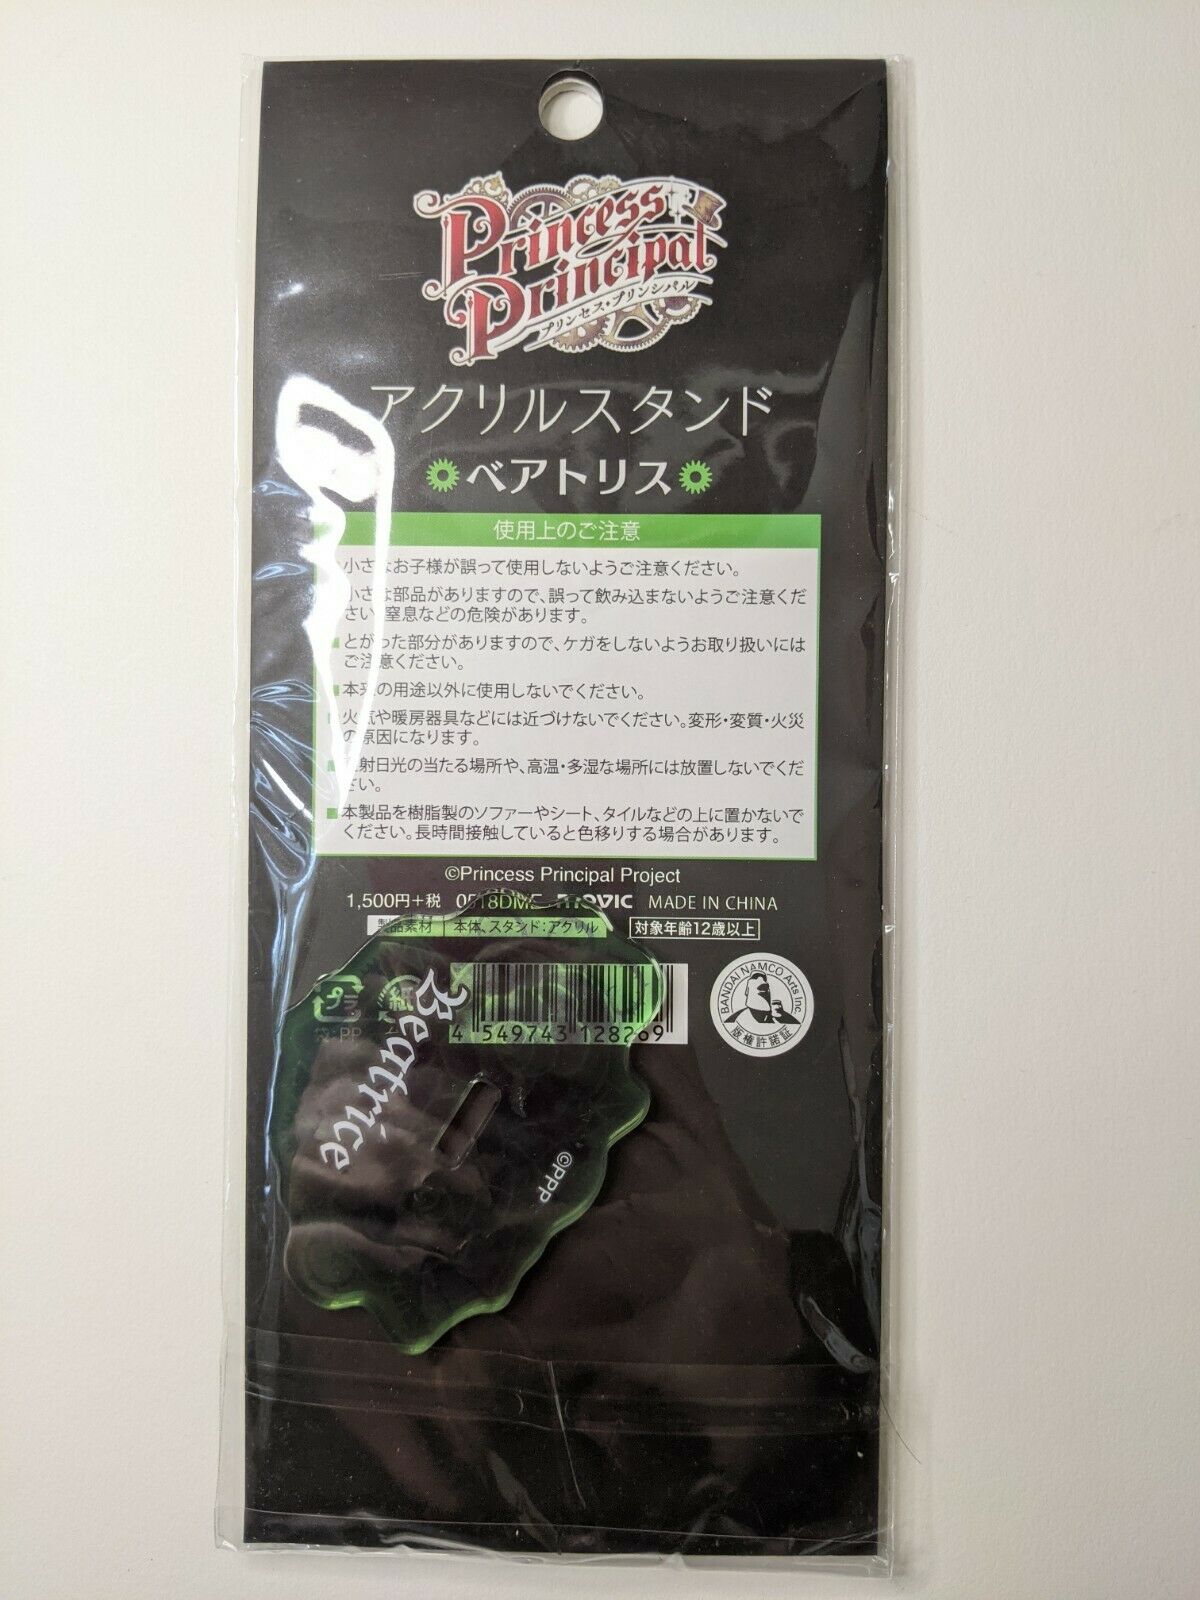 Princess
Principal
プリンセス・プリンシパル
アクリルスタンド
ベアトリス
使用上のご注意
小さなお子様が誤って使用しないようご注意ください。
小さな部品がありますので、誤って飲み込まないようご注意くだ
さい。窒息などの危険があります。
■とがった部分がありますので、ケガをしないようお取り扱いには
ご注意ください。
■本来の用途以外に使用しないでください。
■火気や暖房器具などには近づけないでください。変形・変質・火災
の原因になります。
■直射日光の当たる場所や、高温・多湿な場所には放置しないでくだ
さい。
■本製品を樹脂製のソファーやシート、タイルなどの上に置かないで
ください。長時間接触していると色移りする場合があります。
©Princess Principal Project
1,500円+税 0518DME movic MADE IN CHINA
製品素材 本体、スタンド:アクリル 対象年齢12歳以上
プラ 紙
袋:PP
4 549743 128269
BANDAI NAMCO Arts Inc.
版権許諾証
Beatrice
©PPP